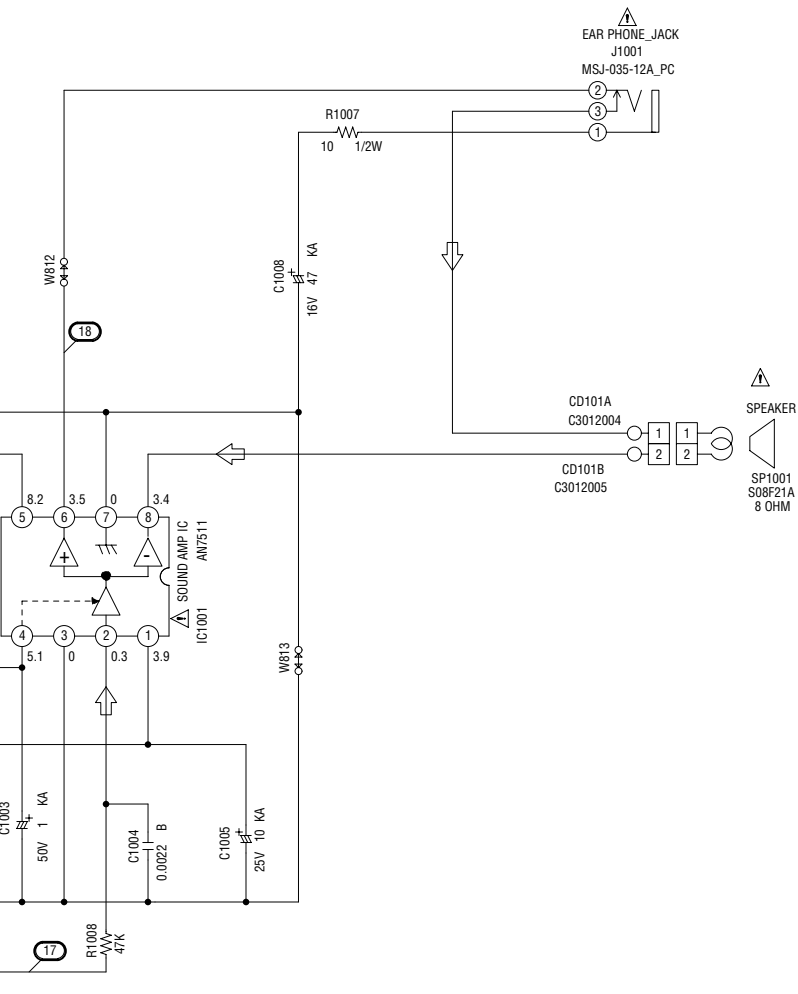 EAR PHONE_JACK
J1001
MSJ-035-12A_PC
2
3
1
R1007
10 1/2W
W812
C1008
+
16V 47 KA
18
CD101A
C3012004
1 1
2 2
CD101B
C3012005
SPEAKER
SP1001
S08F21A
8 OHM
8.2 3.5 0 3.4
5 6 7 8
+ -
SOUND AMP IC
AN7511
IC1001
4 3 2 1
5.1 0 0.3 3.9
W813
C1003
+
50V 1 KA
C1004
0.0022 B
C1005
+
25V 10 KA
R1008
47K
17